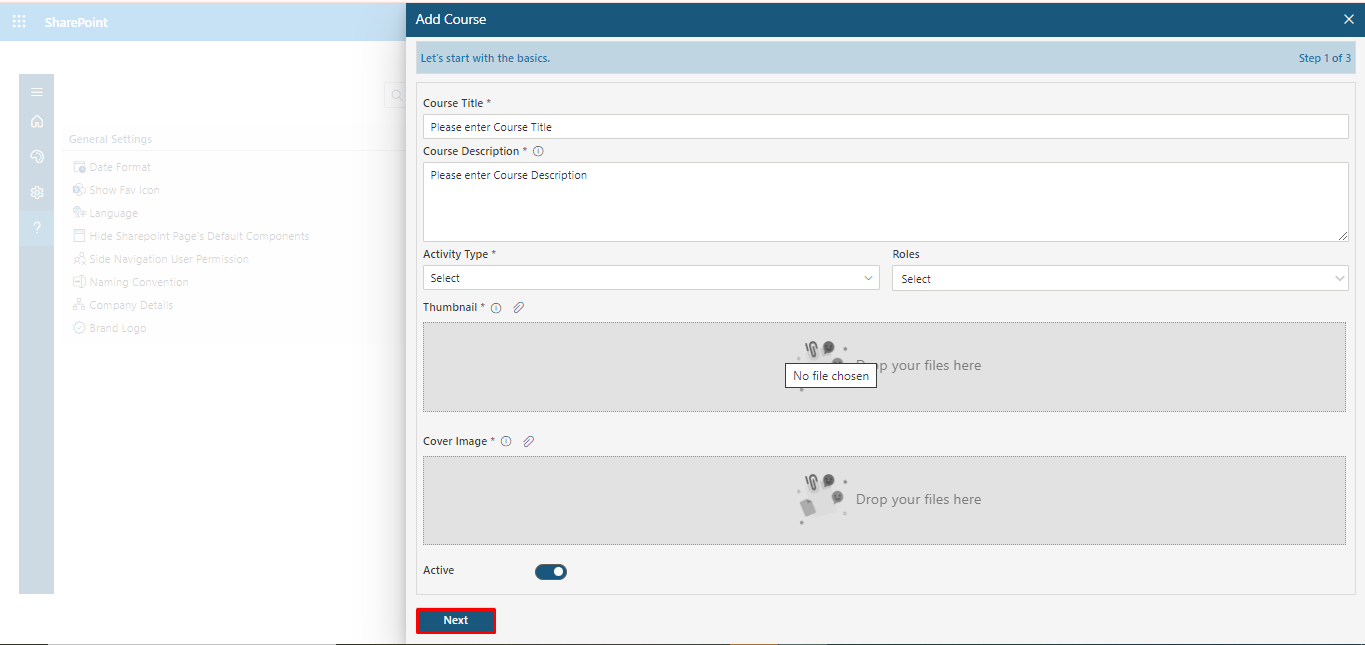 SharePoint
Add Course
Let's start with the basics.
Step 1 of 3
General Settings
Date Format
Show Fav Icon
Language
Hide Sharepoint Page's Default Components
Side Navigation User Permission
Naming Convention
Company Details
Brand Logo
Course Title *
Please enter Course Title
Course Description *
Please enter Course Description
Activity Type *
Roles
Select
Select
Thumbnail *
Drop your files here
No file chosen
Cover Image *
Drop your files here
Active
Next